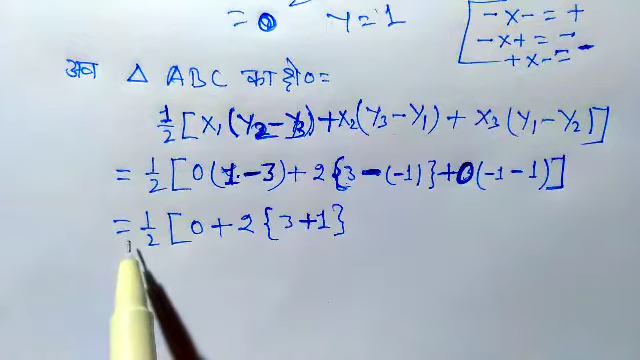 = 0 Y = 1
- x - = +
- x + = -
+ x - = -
अब △ ABC का क्षे० =
1/2 [x₁ (Y₂ - Y₃) + x₂ (Y₃ - Y₁) + x₃ (Y₁ - Y₂)]
= 1/2 [0 (1 - 3) + 2 {3 - (-1)} + 0 (-1 - 1)]
= 1/2 [0 + 2 {3 + 1}